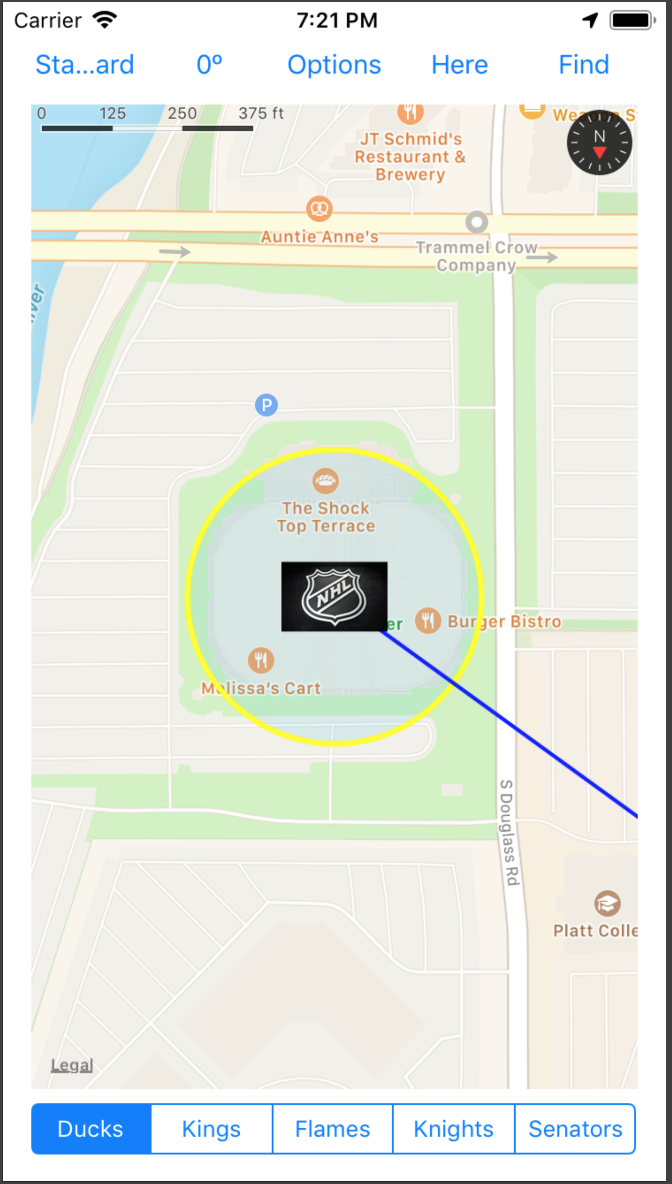 Carrier 7:21 PM
Sta...ard 0º Options Here Find
0 125 250 375 ft
N
JT Schmid's
Restaurant &
Brewery
Auntie Anne's
Trammel Crow
Company
ver
P
The Shock
Top Terrace
NHL
er
Burger Bistro
Melissa's Cart
S Douglass Rd
Platt Colle
Legal
Ducks Kings Flames Knights Senators